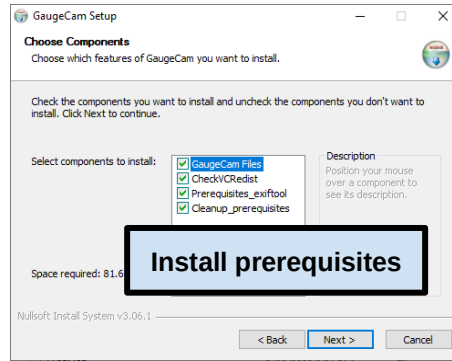 GaugeCam Setup
Choose Components
Choose which features of GaugeCam you want to install.
Check the components you want to install and uncheck the components you don't want to
install. Click Next to continue.
Select components to install:
GaugeCam Files
CheckVCRedist
Prerequisites_exiftool
Cleanup_prerequisites
Description
Position your mouse
over a component to
see its description.
Install prerequisites
Space required: 81.6
Nullsoft Install System v3.06.1
< Back
Next >
Cancel